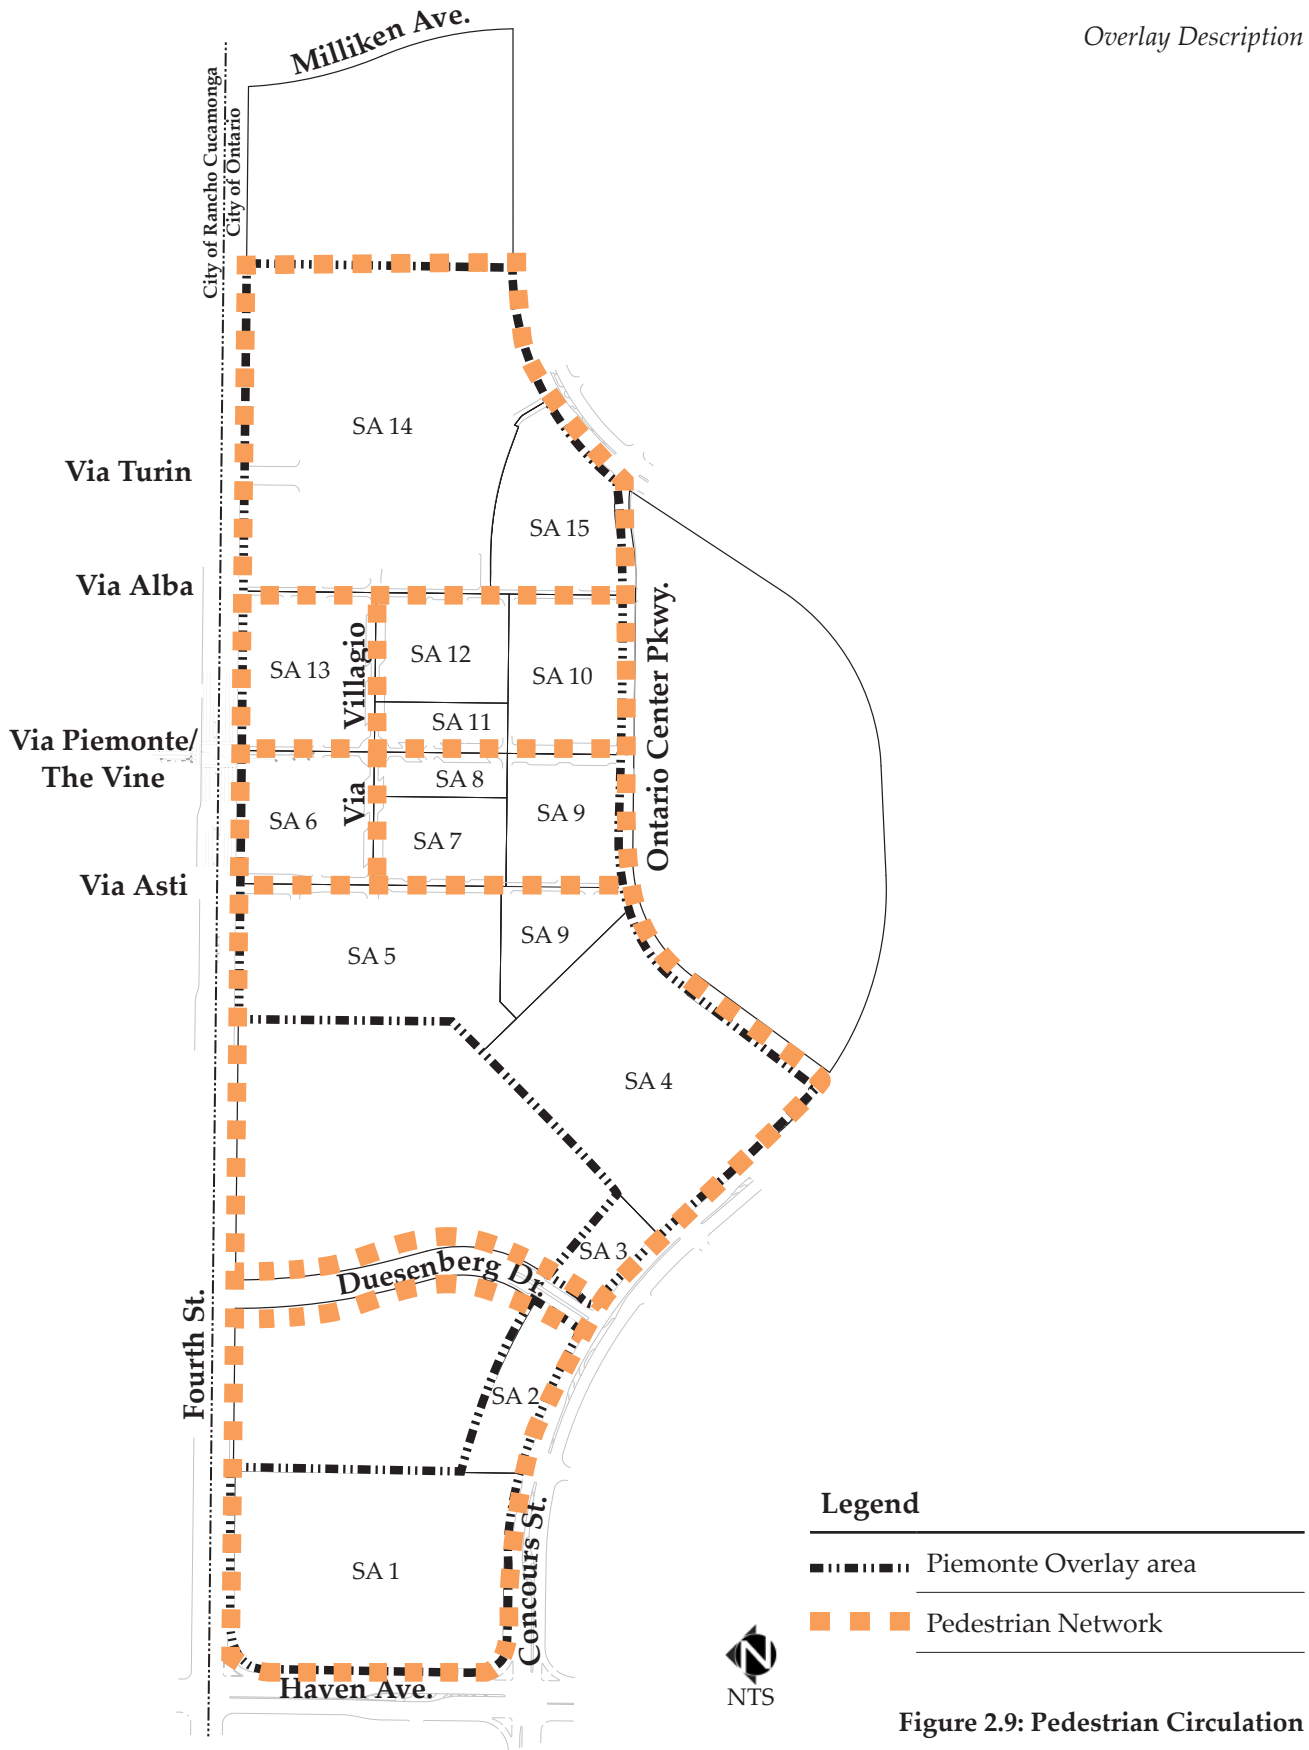 Overlay Description
Milliken Ave.
City of Rancho Cucamonga
City of Ontario
SA 14
Via Turin
SA 15
Via Alba
SA 13
Via Villagio
SA 12
SA 10
SA 11
Ontario Center Pkwy.
Via Piemonte/
The Vine
SA 8
SA 6
SA 7
SA 9
Via Asti
SA 9
SA 5
SA 4
SA 3
Duesenberg Dr.
Fourth St.
SA 2
SA 1
Concours St.
Haven Ave.
Legend
Piemonte Overlay area
Pedestrian Network
N
NTS
Figure 2.9: Pedestrian Circulation